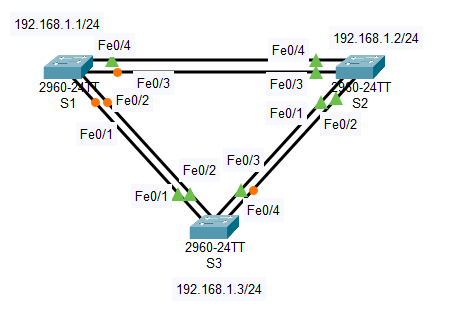 192.168.1.1/24
192.168.1.2/24
Fe0/4
Fe0/4
Fe0/3
Fe0/3
2960-24TT
S1
2960-24TT
S2
Fe0/2
Fe0/1
Fe0/1
Fe0/2
Fe0/2
Fe0/3
Fe0/1
Fe0/4
2960-24TT
S3
192.168.1.3/24